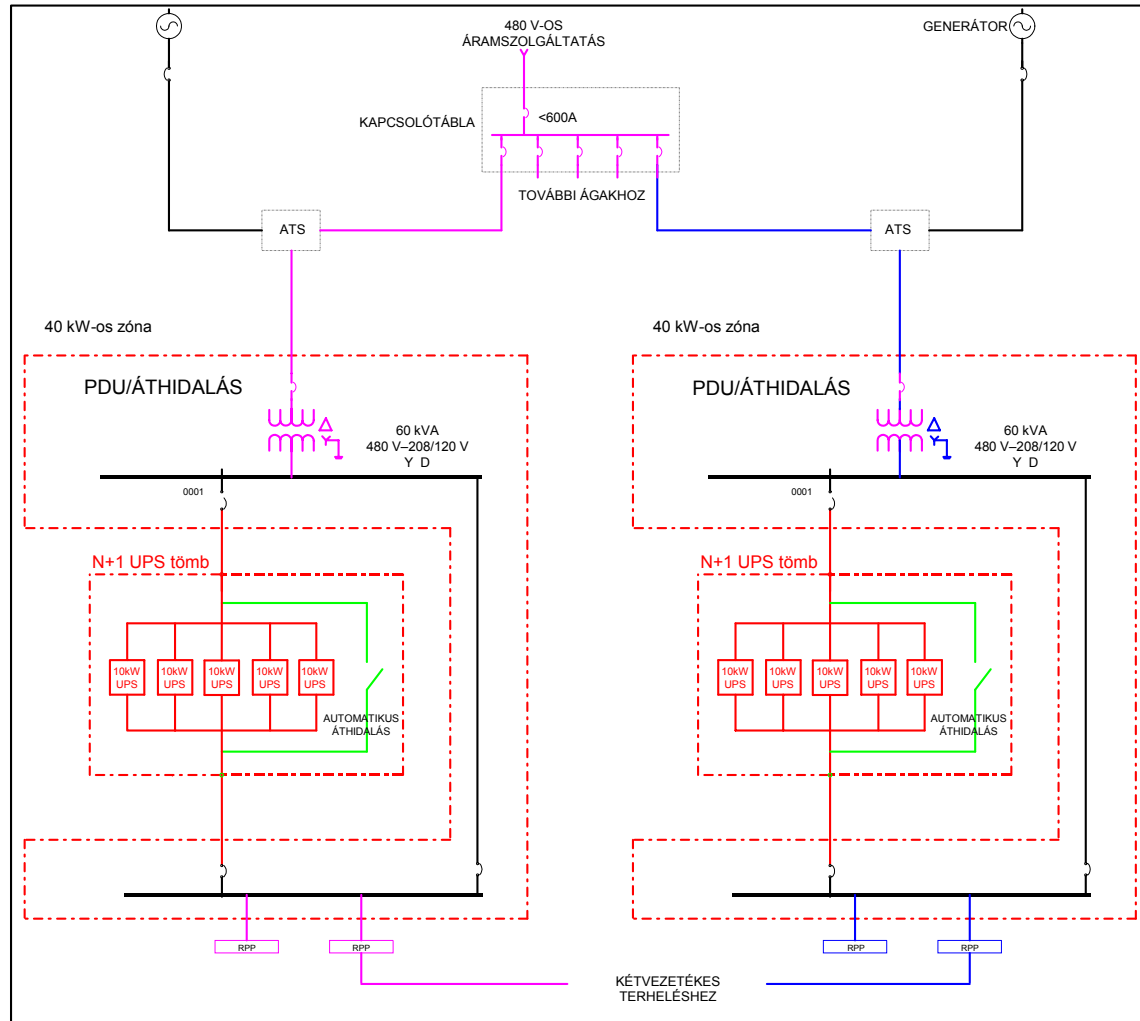 480 V-OS
ÁRAMSZOLGÁLTATÁS
GENERÁTOR
KAPCSOLÓTÁBLA
<600A
TOVÁBBI ÁGAKHOZ
ATS
ATS
40 kW-os zóna
40 kW-os zóna
PDU/ÁTHIDALÁS
60 kVA
480 V–208/120 V
Y D
0001
N+1 UPS tömb
10kW
UPS
10kW
UPS
10kW
UPS
10kW
UPS
10kW
UPS
AUTOMATIKUS
ÁTHIDALÁS
RPP
RPP
PDU/ÁTHIDALÁS
60 kVA
480 V–208/120 V
Y D
0001
N+1 UPS tömb
10kW
UPS
10kW
UPS
10kW
UPS
10kW
UPS
10kW
UPS
AUTOMATIKUS
ÁTHIDALÁS
RPP
RPP
KÉTVEZETÉKES
TERHELÉSHEZ